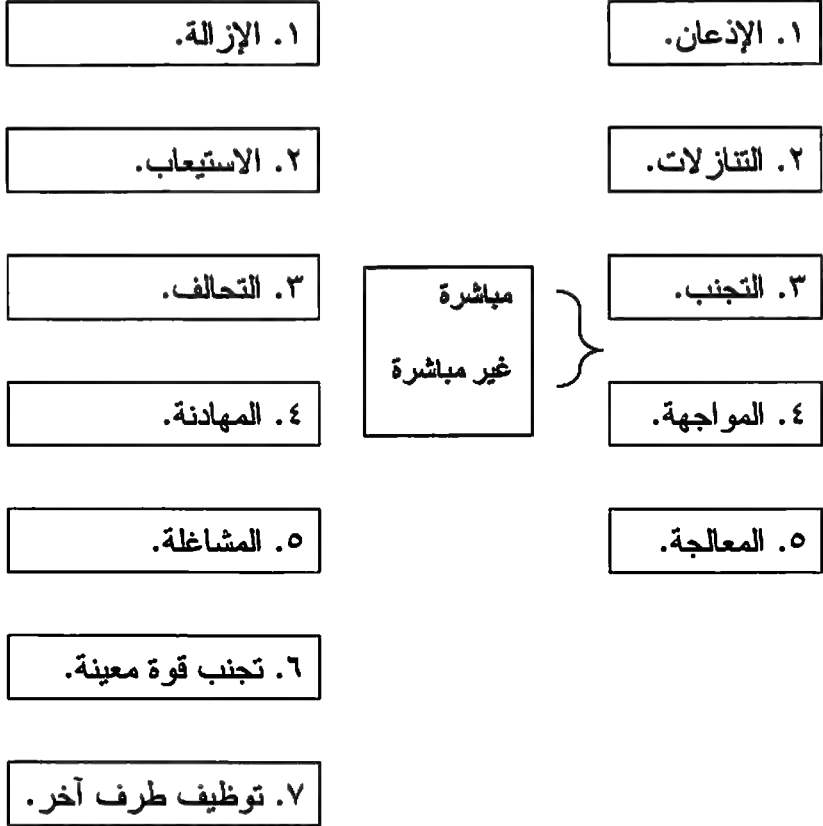 ١. الإذعان.
٢. التنازلات.
٣. التجنب.
٤. المواجهة.
٥. المعالجة.
مباشرة
غير مباشرة
١. الإزالة.
٢. الاستيعاب.
٣. التحالف.
٤. المهادنة.
٥. المشاغلة.
٦. تجنب قوة معينة.
٧. توظيف طرف آخر.